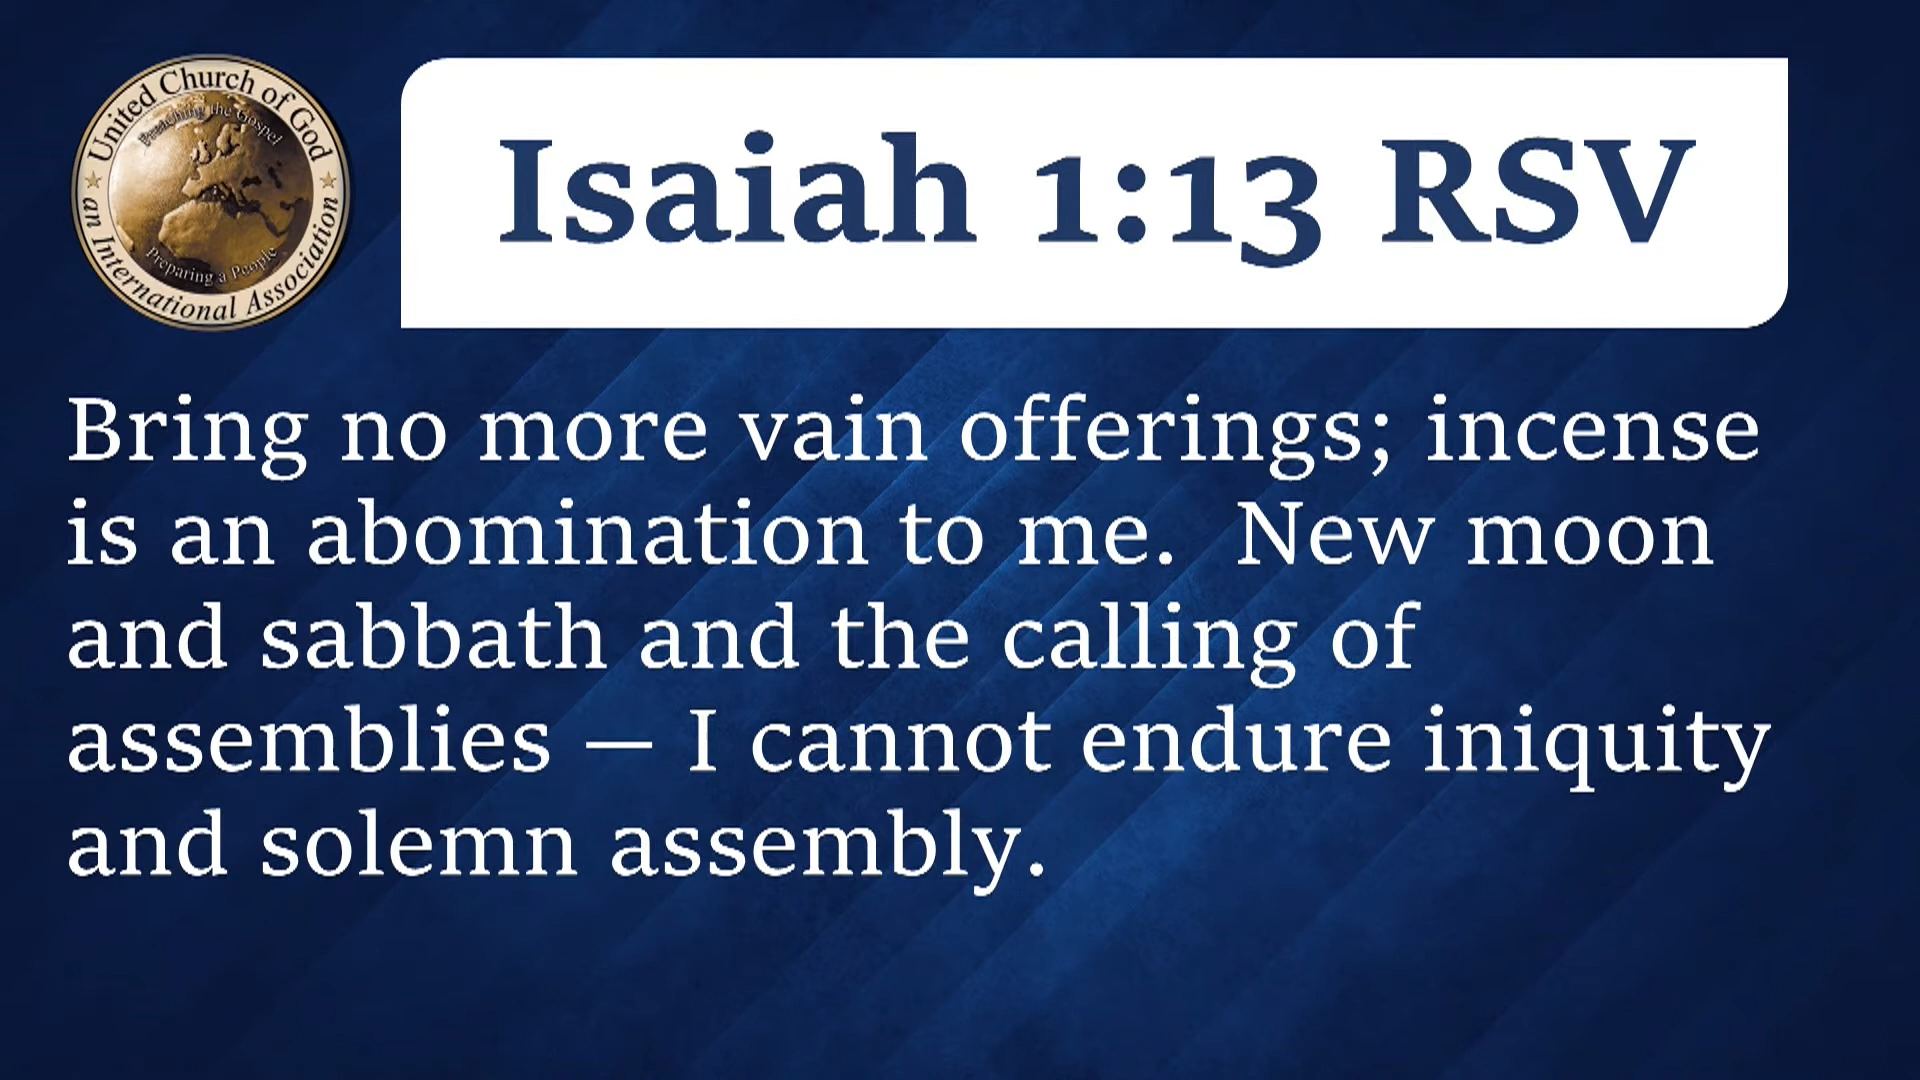 United Church of God
Preaching the Gospel
Preparing a People
an International Association
Isaiah 1:13 RSV
Bring no more vain offerings; incense
is an abomination to me.  New moon
and sabbath and the calling of
assemblies — I cannot endure iniquity
and solemn assembly.